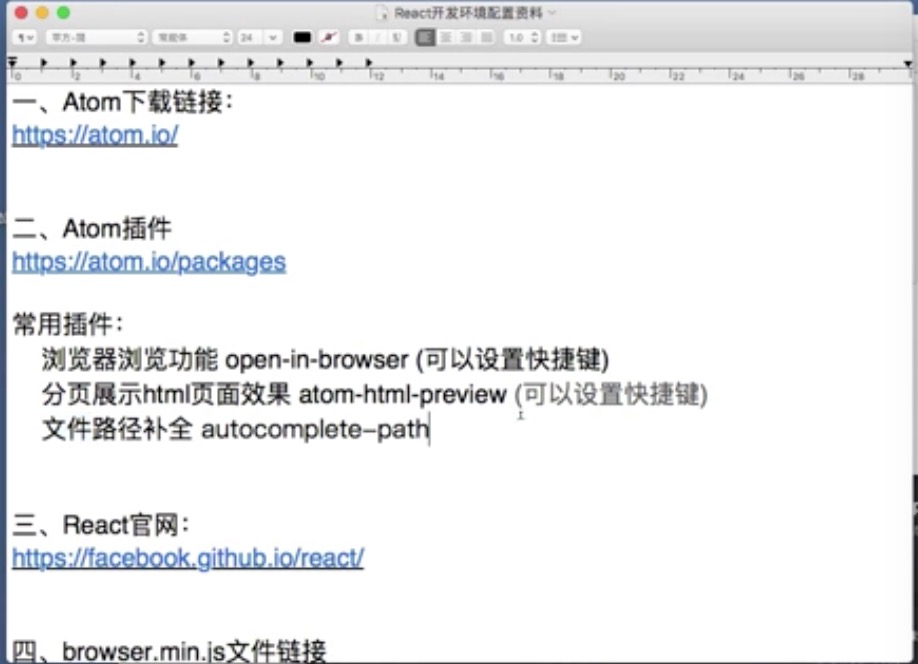 React开发环境配置资料
24
1.0
0 2 4 6 8 10 12 14 16 18 20 22 24 26 28
一、Atom下载链接：
https://atom.io/
二、Atom插件
https://atom.io/packages
常用插件：
浏览器浏览功能 open-in-browser (可以设置快捷键)
分页展示html页面效果 atom-html-preview (可以设置快捷键)
文件路径补全 autocomplete–path
三、React官网：
https://facebook.github.io/react/
四、browser.min.js文件链接